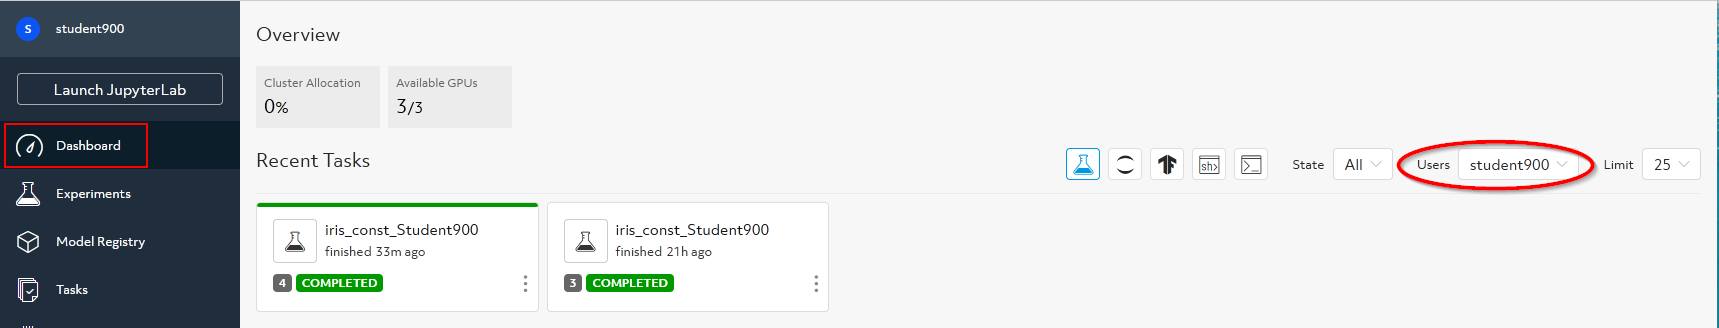 S student900
Launch JupyterLab
Dashboard
Experiments
Model Registry
Tasks
Overview
Cluster Allocation
0%
Available GPUs
3/3
Recent Tasks
sh>
State All
Users student900
Limit 25
iris_const_Student900
finished 33m ago
4 COMPLETED
iris_const_Student900
finished 21h ago
3 COMPLETED